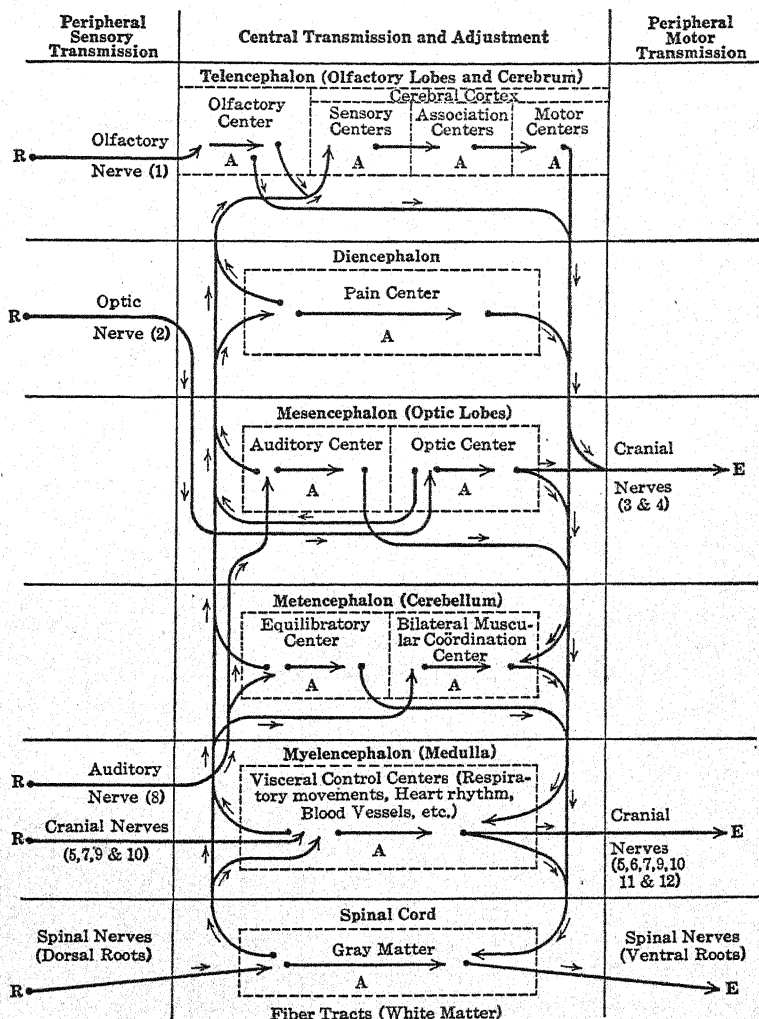 Peripheral
Sensory
Transmission
Central Transmission and Adjustment
Peripheral
Motor
Transmission
Telencephalon (Olfactory Lobes and Cerebrum)
Cerebral Cortex
Olfactory
Center
Sensory
Centers
Association
Centers
Motor
Centers
Olfactory
R
Nerve (1)
A
A
A
A
Diencephalon
Pain Center
Optic
R
Nerve (2)
A
Mesencephalon (Optic Lobes)
Auditory Center
Optic Center
Cranial
A
A
E
Nerves
(3 & 4)
Metencephalon (Cerebellum)
Equilibratory
Center
Bilateral Muscu-
lar Coördination
Center
A
A
Myelencephalon (Medulla)
Auditory
R
Nerve (8)
Visceral Control Centers (Respira-
tory movements, Heart rhythm,
Blood Vessels, etc.)
Cranial Nerves
R
(5,7,9 & 10)
A
Cranial
E
Nerves
(5,6,7,9,10
11 & 12)
Spinal Cord
Spinal Nerves
(Dorsal Roots)
Gray Matter
Spinal Nerves
(Ventral Roots)
R
A
E
Fiber Tracts (White Matter)